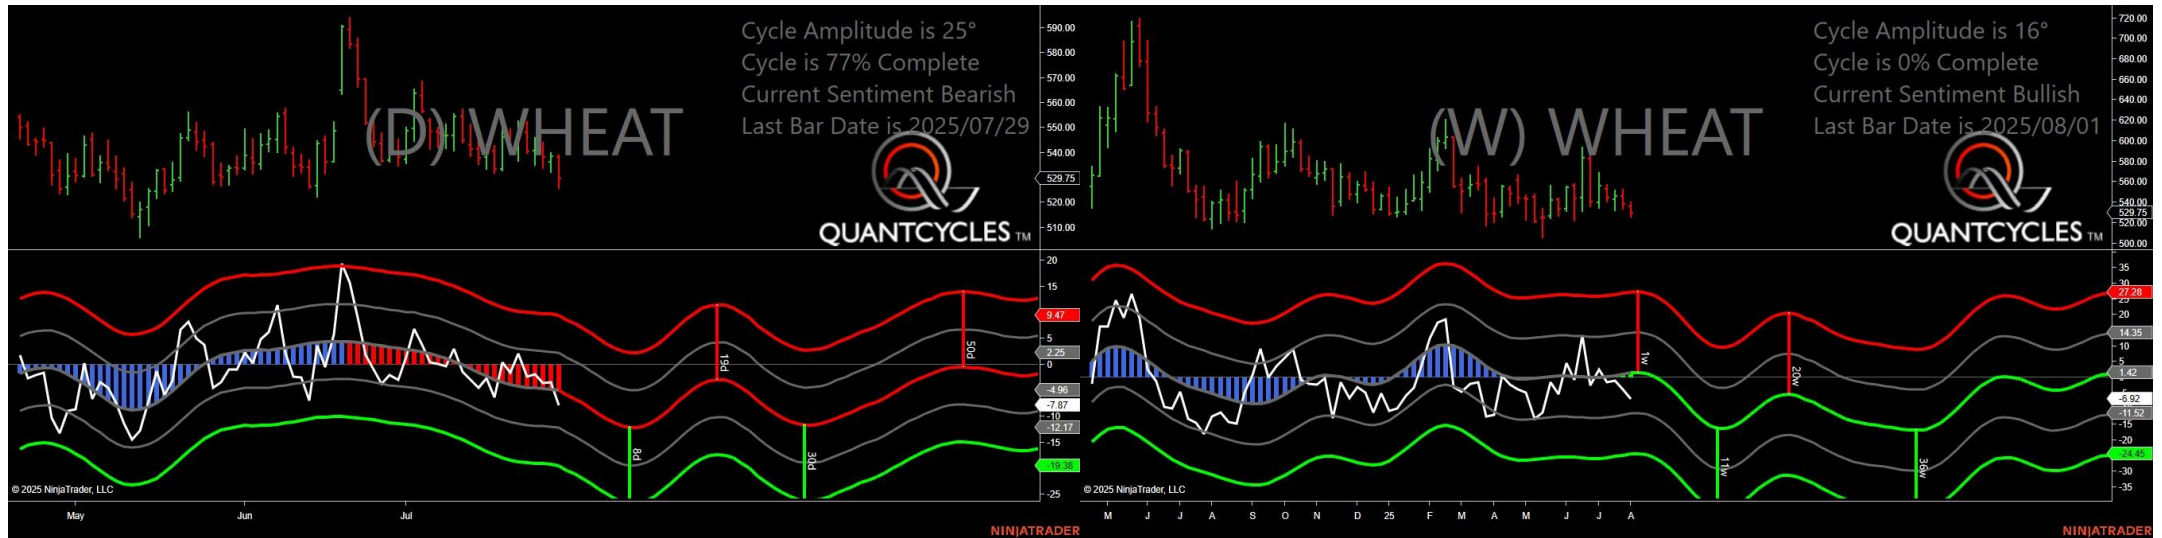 Cycle Amplitude is 25°
Cycle is 77% Complete
Current Sentiment Bearish
Last Bar Date is 2025/07/29
(D) WHEAT
QUANTCYCLES TM
590.00
580.00
570.00
560.00
550.00
540.00
529.75
520.00
510.00
20
15
9.47
5
2.25
0
-4.96
-7.87
-10
-12.17
-15
-19.38
-25
8d
19d
30d
50d
© 2025 NinjaTrader, LLC
May
Jun
Jul
NINJATRADER
Cycle Amplitude is 16°
Cycle is 0% Complete
Current Sentiment Bullish
Last Bar Date is 2025/08/01
(W) WHEAT
QUANTCYCLES TM
720.00
700.00
680.00
660.00
640.00
620.00
600.00
580.00
560.00
540.00
529.75
520.00
500.00
35
27.28
20
14.35
10
5
1.42
-6.92
-11.52
-15
-20
-24.45
-30
-35
1w
11w
20w
36w
© 2025 NinjaTrader, LLC
M
J
J
A
S
O
N
D
25
F
M
A
M
J
J
A
NINJATRADER